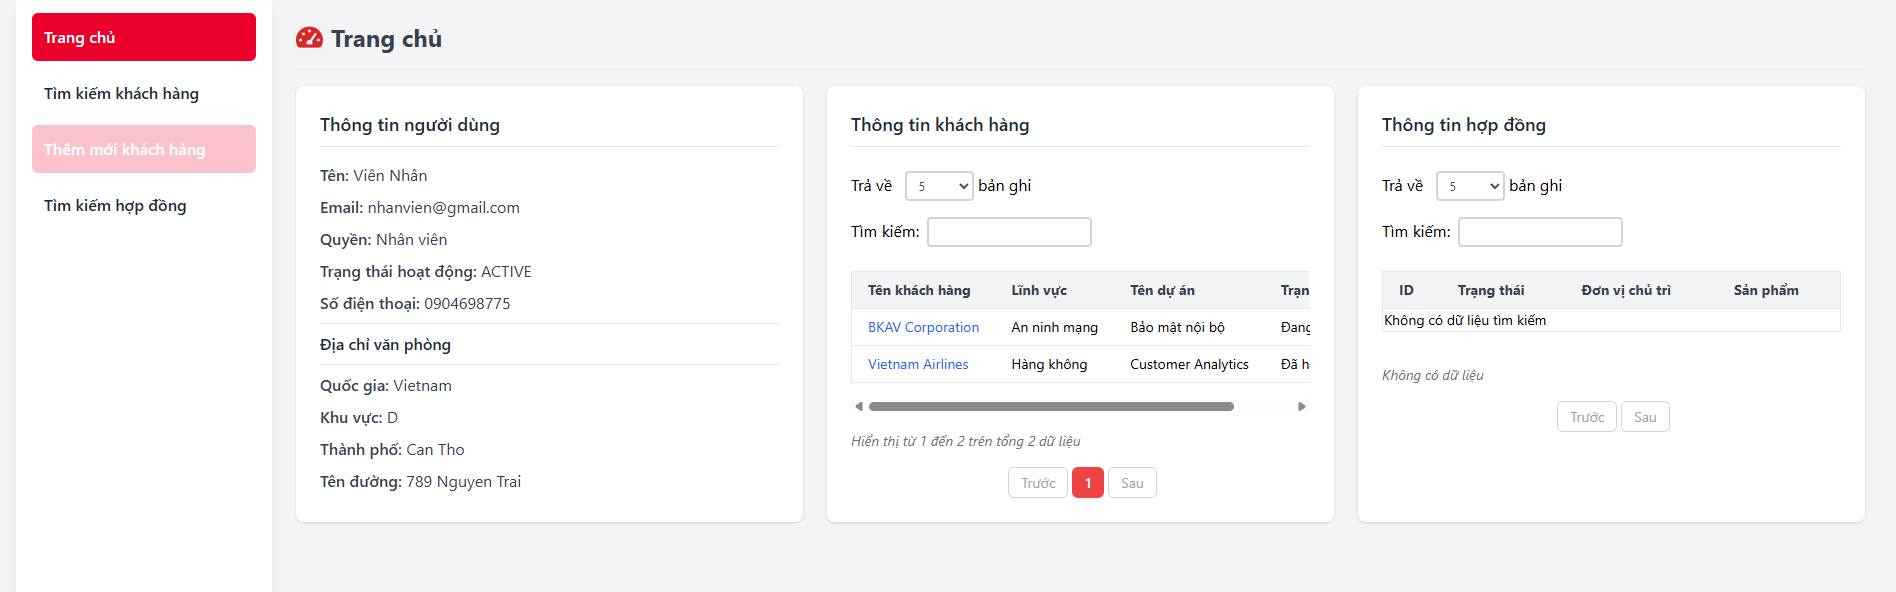 Trang chủ
Tìm kiếm khách hàng
Thêm mới khách hàng
Tìm kiếm hợp đồng
Trang chủ
Thông tin người dùng
Tên: Viên Nhân
Email: nhanvien@gmail.com
Quyền: Nhân viên
Trạng thái hoạt động: ACTIVE
Số điện thoại: 0904698775
Địa chỉ văn phòng
Quốc gia: Vietnam
Khu vực: D
Thành phố: Can Tho
Tên đường: 789 Nguyen Trai
Thông tin khách hàng
Trả về 5 bản ghi
Tìm kiếm:
Tên khách hàng Lĩnh vực Tên dự án Trạn
BKAV Corporation An ninh mạng Bảo mật nội bộ Đang
Vietnam Airlines Hàng không Customer Analytics Đã h
Hiển thị từ 1 đến 2 trên tổng 2 dữ liệu
Trước 1 Sau
Thông tin hợp đồng
Trả về 5 bản ghi
Tìm kiếm:
ID Trạng thái Đơn vị chủ trì Sản phẩm
Không có dữ liệu tìm kiếm
Không có dữ liệu
Trước Sau